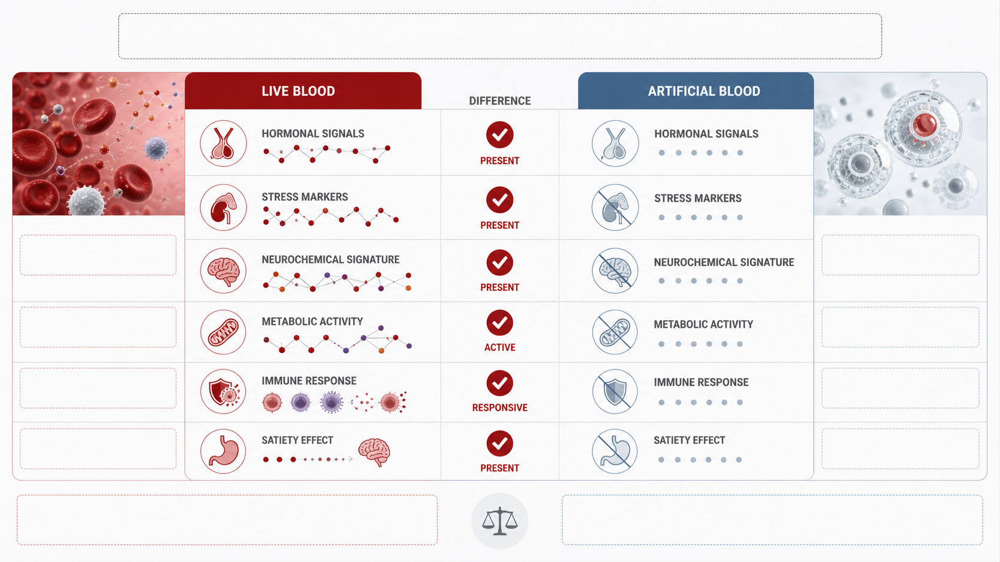 LIVE BLOOD
DIFFERENCE
ARTIFICIAL BLOOD
HORMONAL SIGNALS
PRESENT
HORMONAL SIGNALS
STRESS MARKERS
PRESENT
STRESS MARKERS
NEUROCHEMICAL SIGNATURE
PRESENT
NEUROCHEMICAL SIGNATURE
METABOLIC ACTIVITY
ACTIVE
METABOLIC ACTIVITY
IMMUNE RESPONSE
RESPONSIVE
IMMUNE RESPONSE
SATIETY EFFECT
PRESENT
SATIETY EFFECT